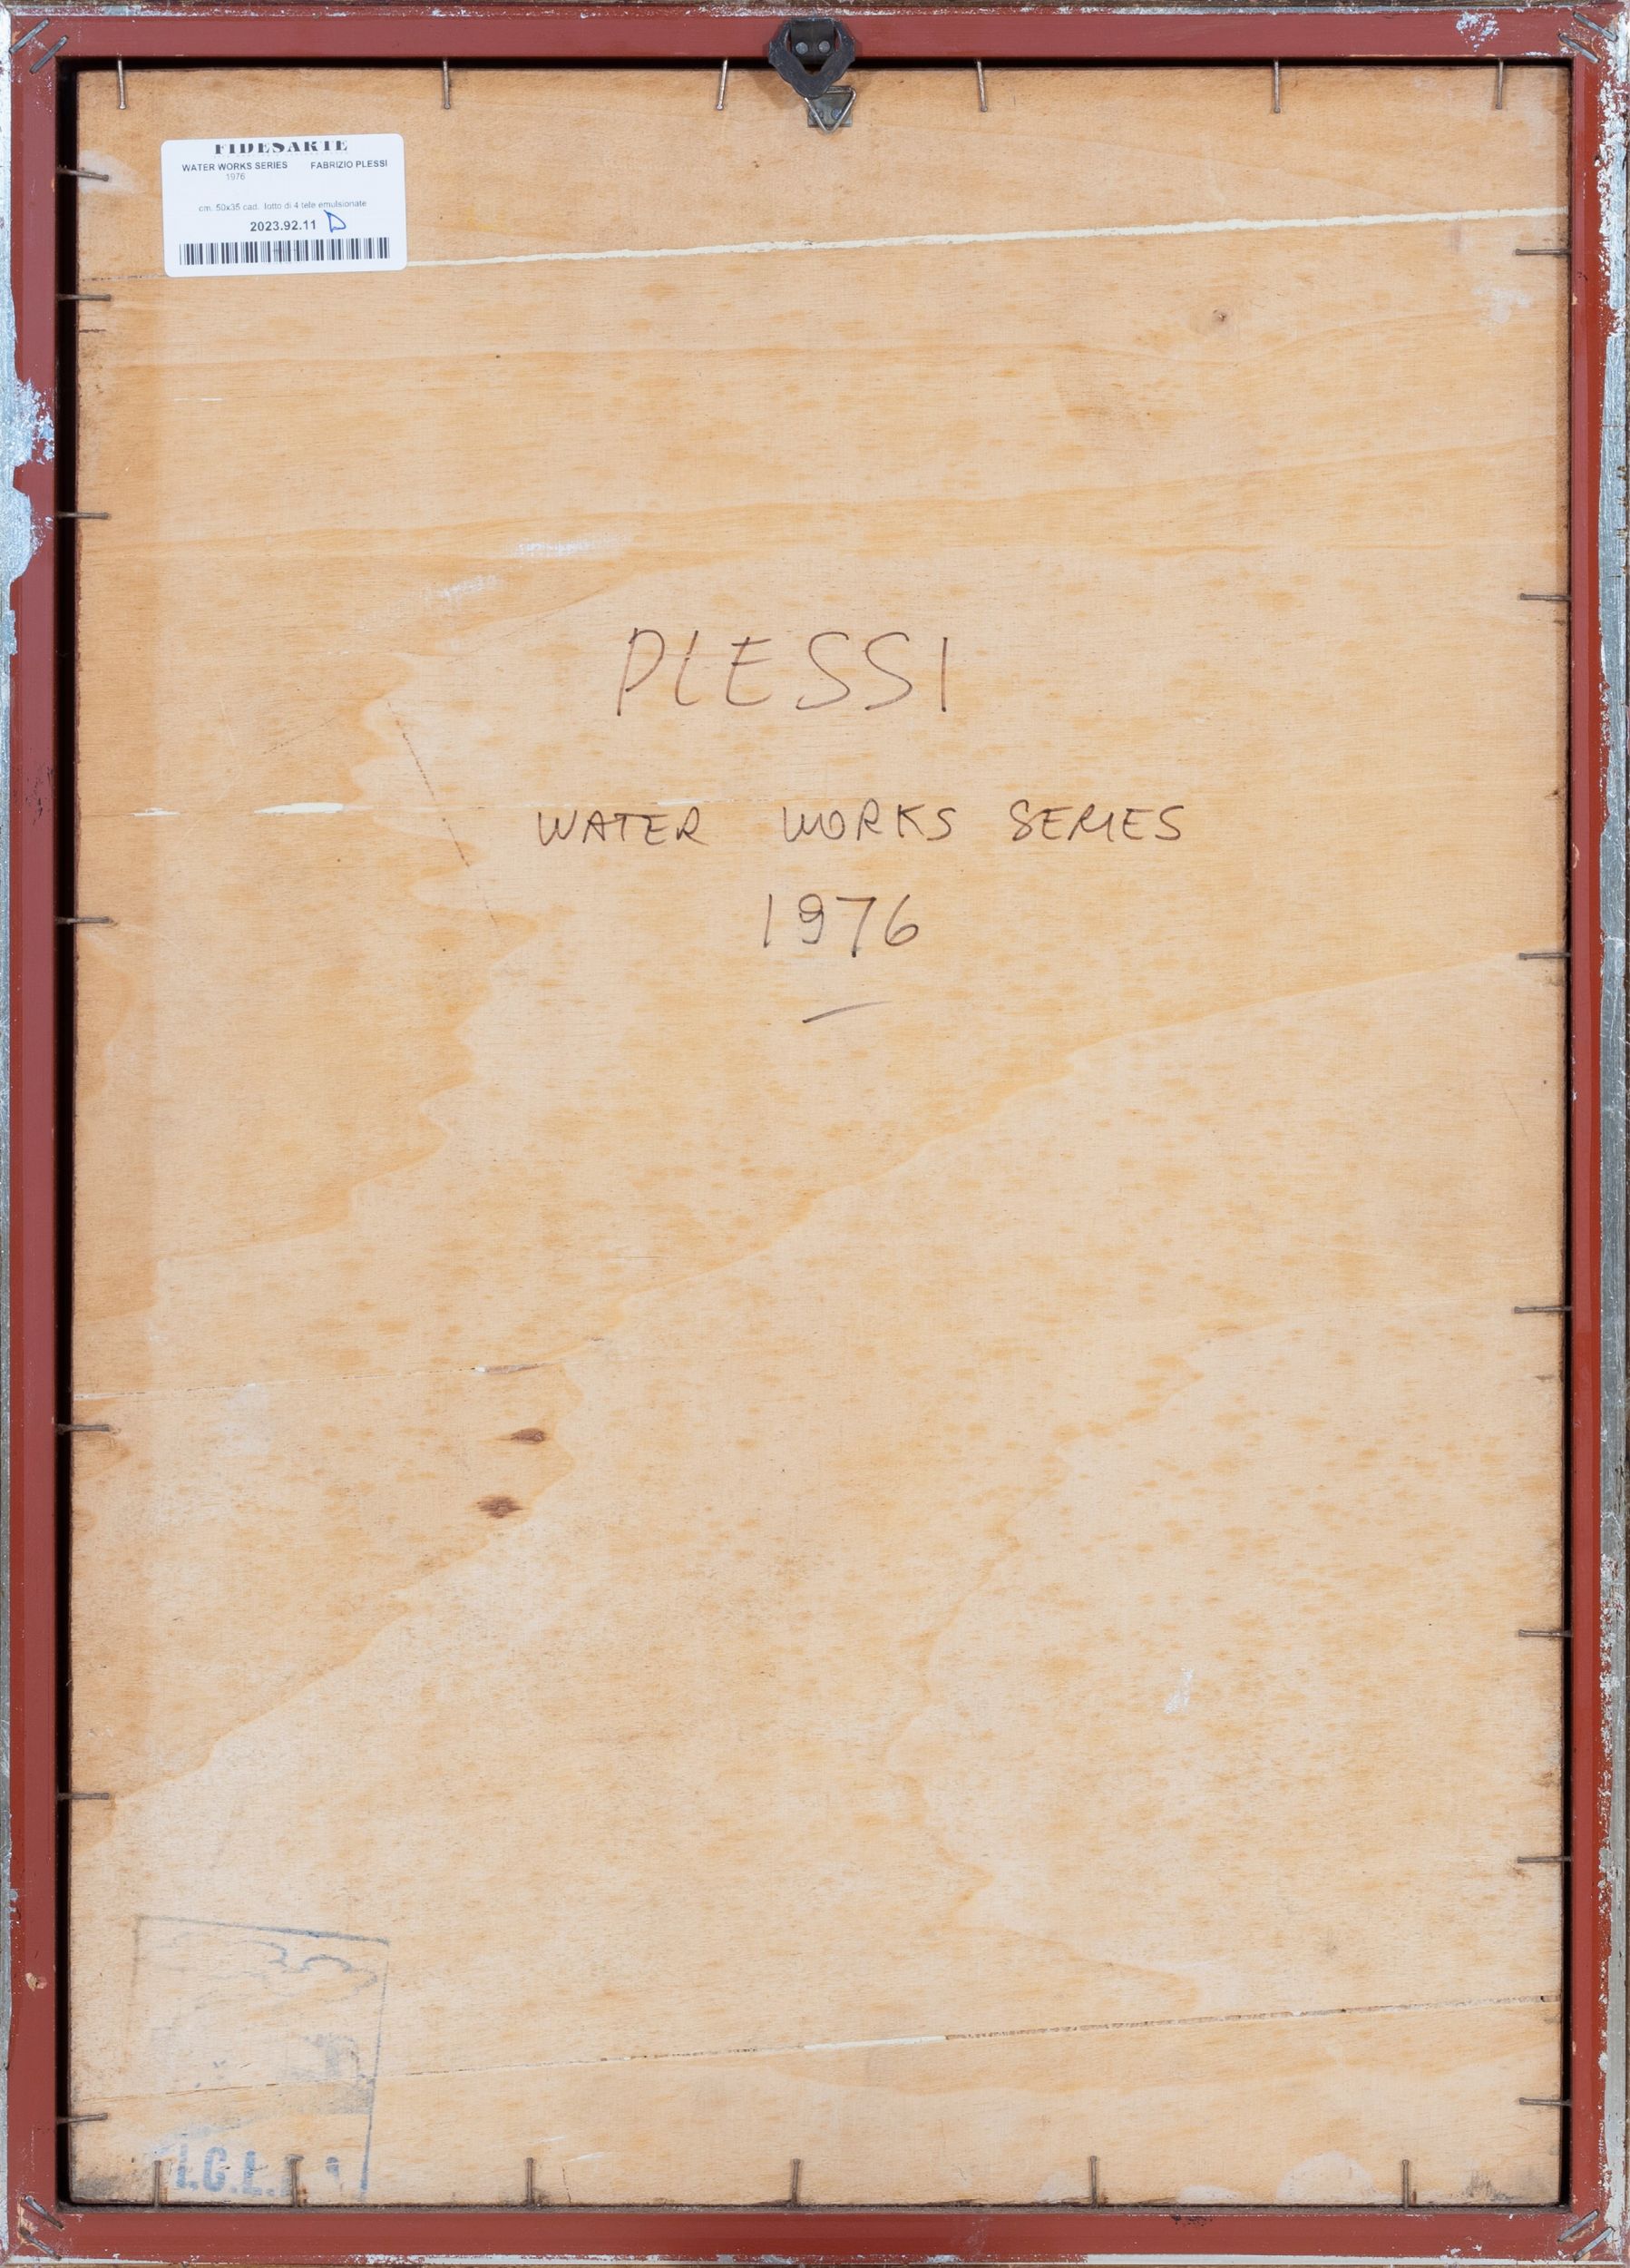 FIDESARTE
WATER WORKS SERIES FABRIZIO PLESSI
1976
cm. 50x35 cad. lotto di 4 tele emulsionate
2023.92.11 D
PLESSI
WATER WORKS SERIES
1976